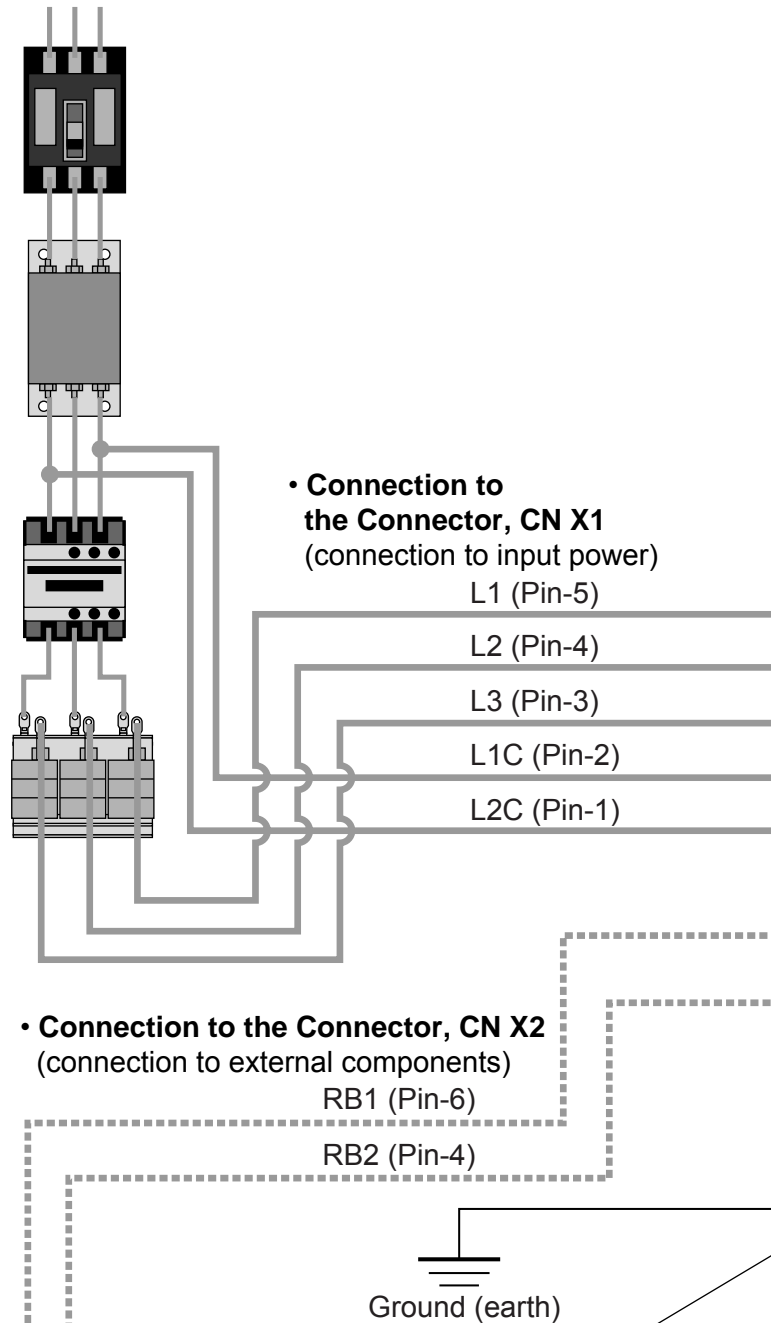 • Connection to
the Connector, CN X1
(connection to input power)
L1 (Pin-5)
L2 (Pin-4)
L3 (Pin-3)
L1C (Pin-2)
L2C (Pin-1)
• Connection to the Connector, CN X2
(connection to external components)
RB1 (Pin-6)
RB2 (Pin-4)
Ground (earth)